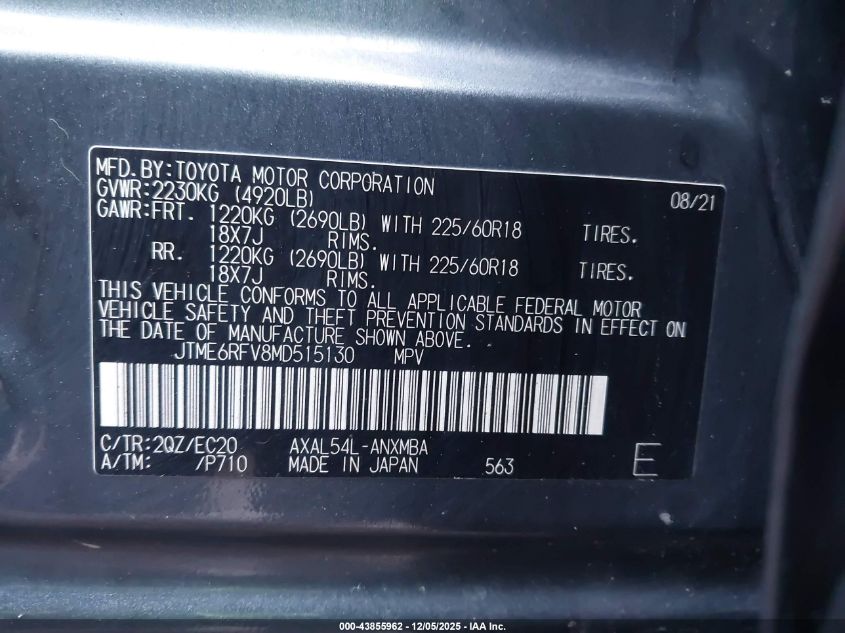 MFD.BY:TOYOTA MOTOR CORPORATION 08/21
GVWR:2230KG (4920LB)
GAWR:FRT. 1220KG (2690LB) WITH 225/60R18 TIRES.
18X7J RIMS.
RR. 1220KG (2690LB) WITH 225/60R18 TIRES.
18X7J RIMS.
THIS VEHICLE CONFORMS TO ALL APPLICABLE FEDERAL MOTOR
VEHICLE SAFETY AND THEFT PREVENTION STANDARDS IN EFFECT ON
THE DATE OF MANUFACTURE SHOWN ABOVE.
JTME6RFV8MD515130 MPV
C/TR:2QZ/EC20 AXAL54L-ANXMBA
A/TM: /P710 MADE IN JAPAN 563 E
000-43855962 - 12/05/2025 - IAA Inc.